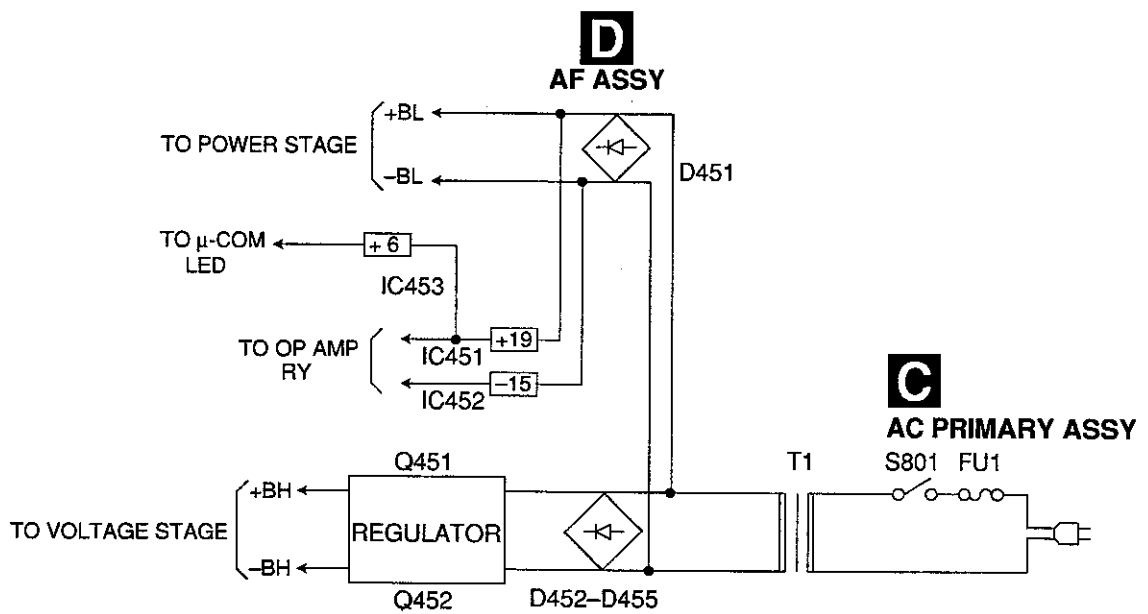 D
AF ASSY
TO POWER STAGE
+BL
–BL
D451
TO μ-COM
LED
+ 6
IC453
TO OP AMP
RY
IC451
+19
IC452
–15
C
AC PRIMARY ASSY
T1
S801
FU1
TO VOLTAGE STAGE
+BH
–BH
Q451
REGULATOR
Q452
D452–D455